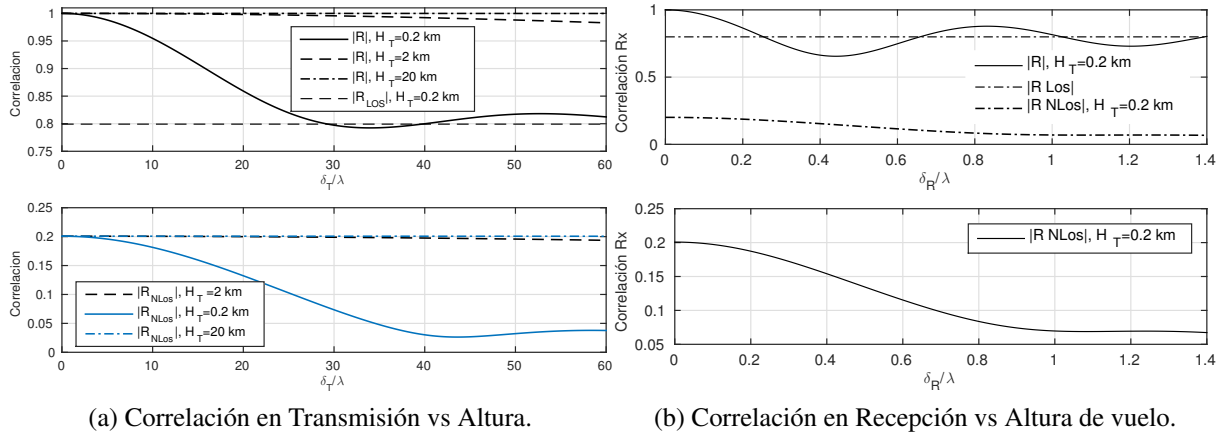 1
0.95
0.9
0.85
0.8
0.75
Correlacion
|R|, H T=0.2 km
|R|, H T=2 km
|R|, H T=20 km
|RLOS|, H T=0.2 km
0 10 20 30 40 50 60
δT/λ
0.25
0.2
0.15
0.1
0.05
0
Correlacion
|RNLos|, H T=2 km
|RNLos|, H T=0.2 km
|RNLos|, H T=20 km
0 10 20 30 40 50 60
δT/λ
(a) Correlación en Transmisión vs Altura.
1
0.5
0
Correlación Rx
|R|, H T=0.2 km
|R Los|
|R NLos|, H T=0.2 km
0 0.2 0.4 0.6 0.8 1 1.2 1.4
δR/λ
0.25
0.2
0.15
0.1
0.05
Correlación Rx
|R NLos|, H T=0.2 km
0 0.2 0.4 0.6 0.8 1 1.2 1.4
δR/λ
(b) Correlación en Recepción vs Altura de vuelo.